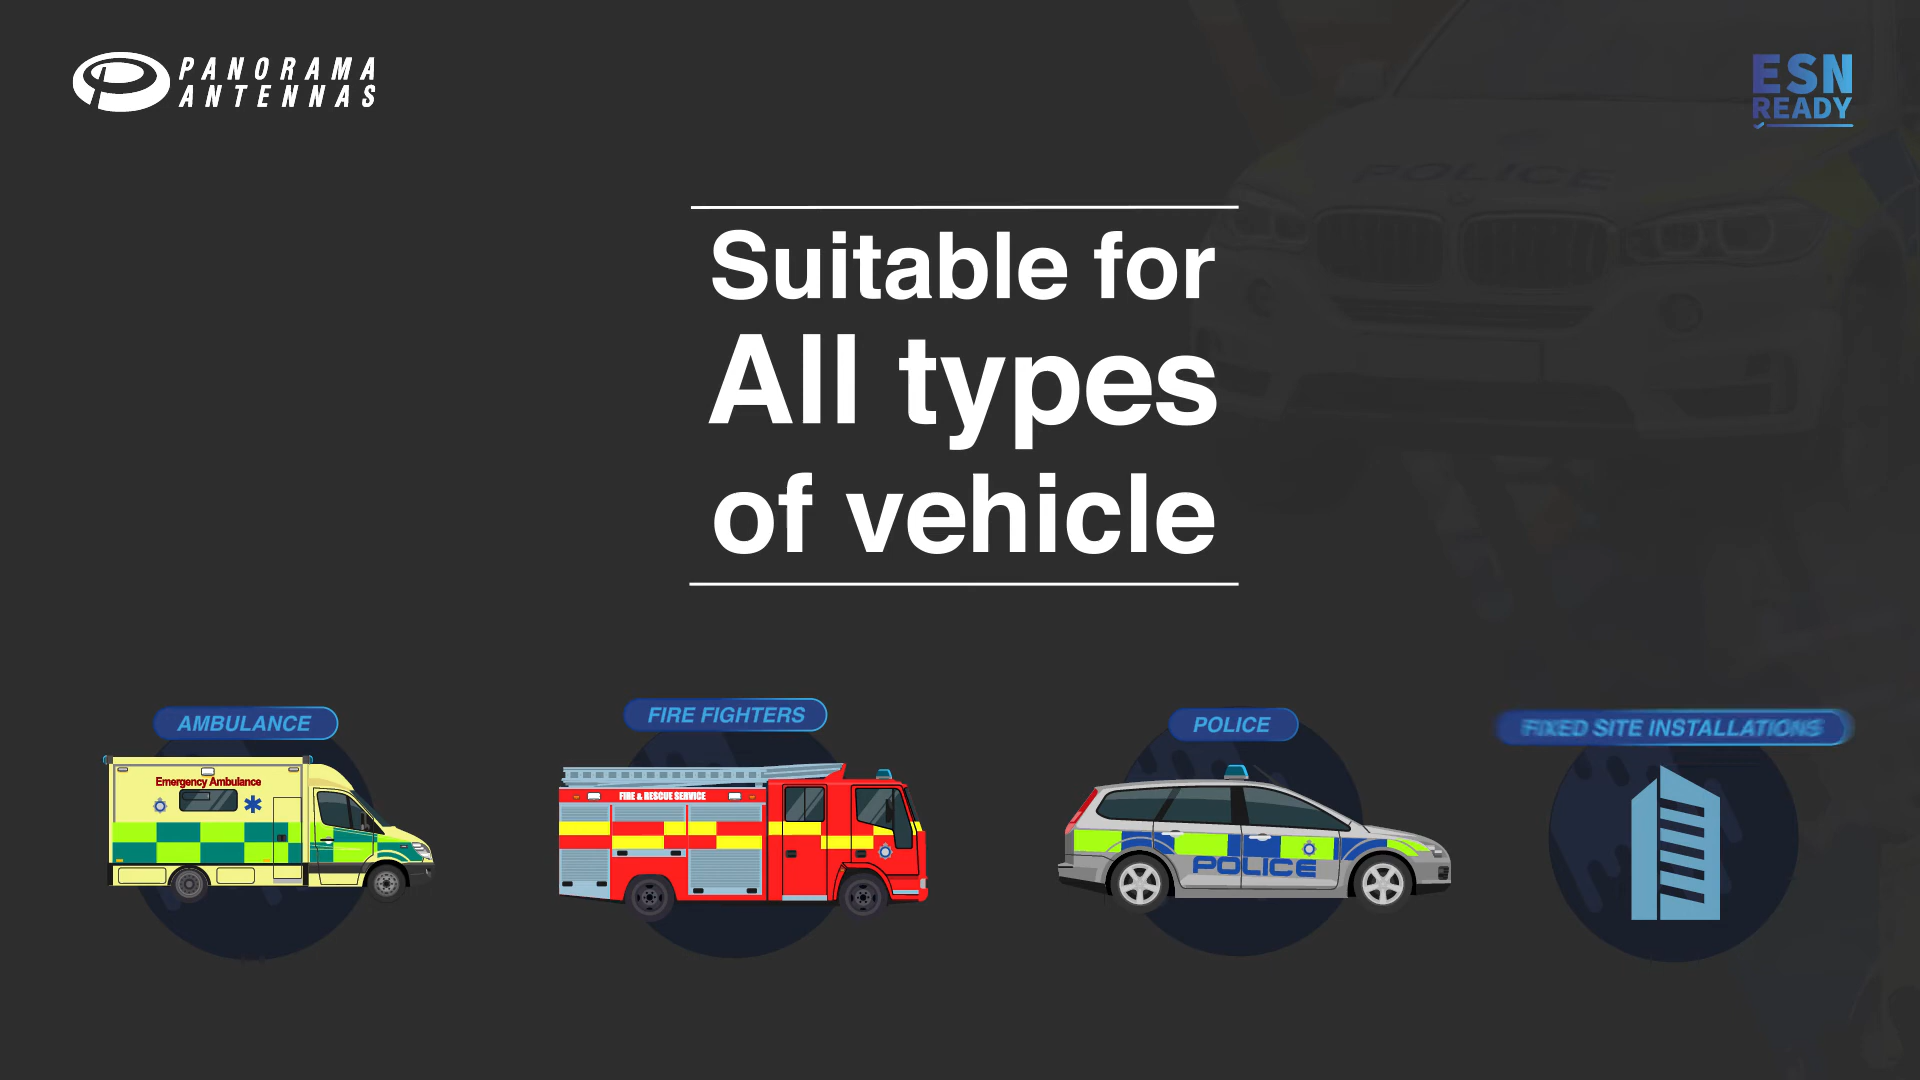 PANORAMA
ANTENNAS
ESN
READY
POLICE
Suitable for
All types
of vehicle
AMBULANCE
FIRE FIGHTERS
POLICE
FIXED SITE INSTALLATIONS
Emergency Ambulance
FIRE & RESCUE SERVICE
POLICE